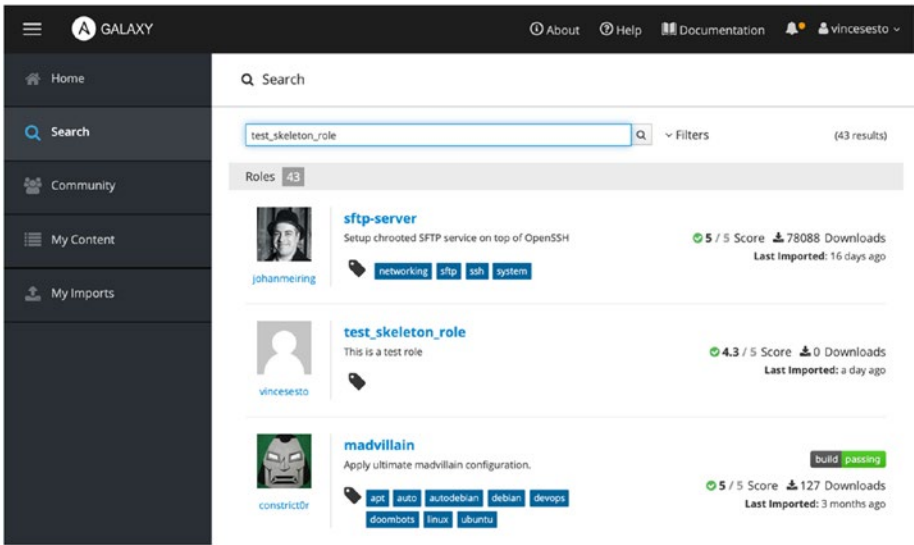 A GALAXY
About Help Documentation vincesesto
Home
Search
Community
My Content
My Imports
Search
test_skeleton_role Filters (43 results)
Roles 43
johanmeiring
sftp-server
Setup chrooted SFTP service on top of OpenSSH
networking sftp ssh system
5 / 5 Score 78088 Downloads
Last Imported: 16 days ago
vincesesto
test_skeleton_role
This is a test role
4.3 / 5 Score 0 Downloads
Last Imported: a day ago
constrict0r
madvillain
Apply ultimate madvillain configuration.
apt auto autodebian debian devops
doombots linux ubuntu
build passing
5 / 5 Score 127 Downloads
Last Imported: 3 months ago